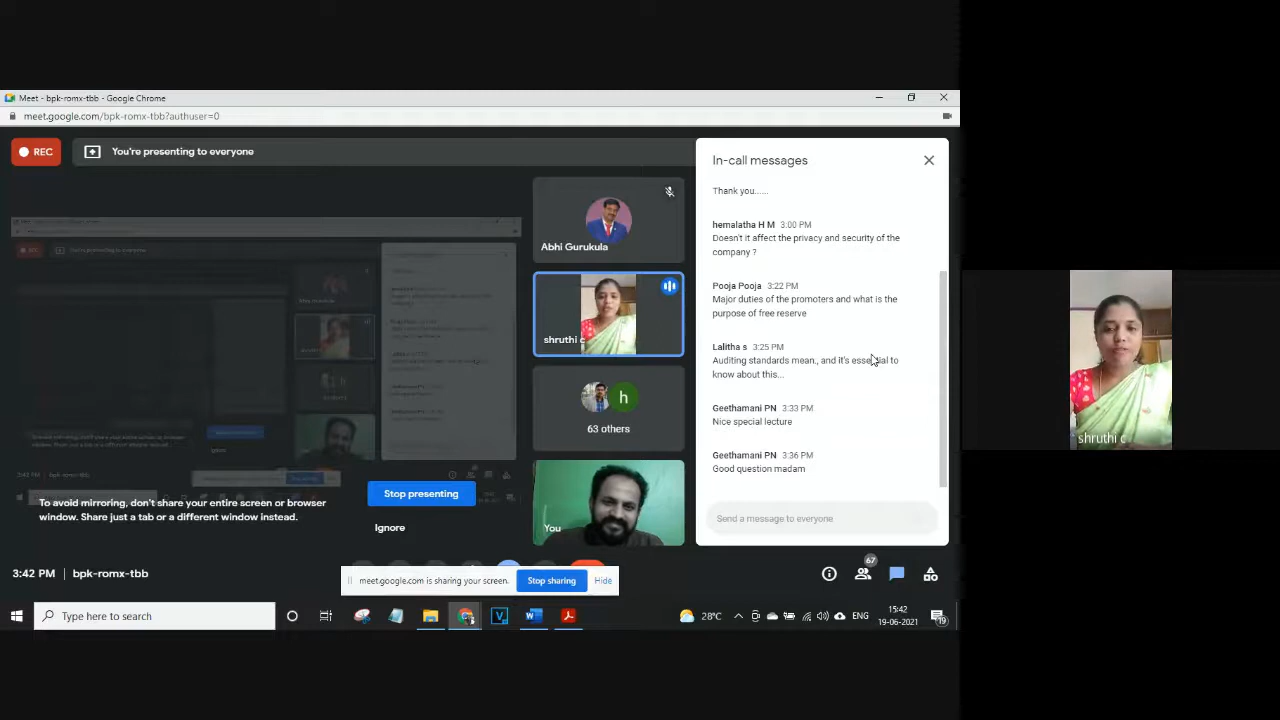 Meet - bpk-romx-tbb - Google Chrome
meet.google.com/bpk-romx-tbb?authuser=0
REC
You're presenting to everyone
Abhi Gurukula
shruthi c
h
63 others
You
To avoid mirroring, don't share your entire screen or browser
window. Share just a tab or a different window instead.
Stop presenting
Ignore
In-call messages
Thank you......
hemalatha H M 3:00 PM
Doesn't it affect the privacy and security of the
company ?
Pooja Pooja 3:22 PM
Major duties of the promoters and what is the
purpose of free reserve
Lalitha s 3:25 PM
Auditing standards mean., and it's essential to
know about this...
Geethamani PN 3:33 PM
Nice special lecture
Geethamani PN 3:36 PM
Good question madam
Send a message to everyone
3:42 PM | bpk-romx-tbb
67
meet.google.com is sharing your screen.
Stop sharing
Hide
Type here to search
V
W
28°C
ENG
15:42
19-06-2021
19
shruthi c